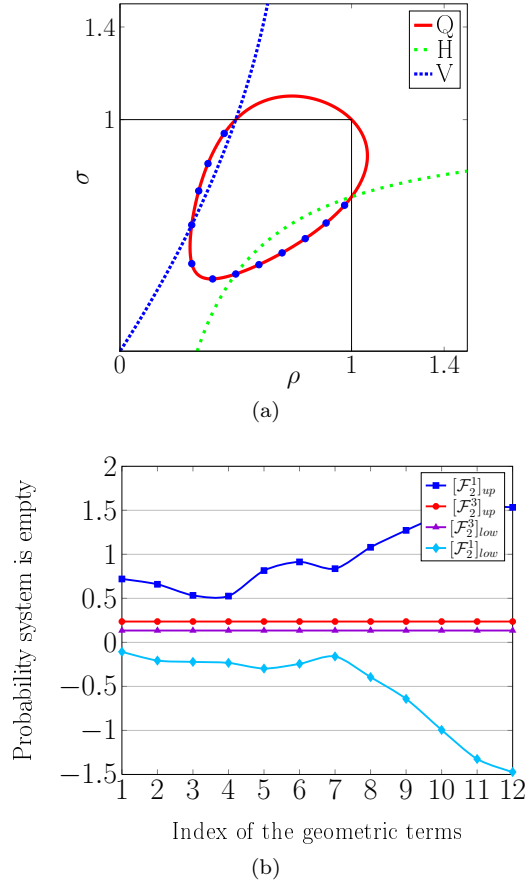 1.4
1
σ
Q
H
V
0
1
1.4
ρ
(a)
Probability system is empty
2
1.5
1
0.5
0
−0.5
−1
−1.5
[𝓕₂¹]ᵤₚ
[𝓕₂³]ᵤₚ
[𝓕₂³]ₗₒw
[𝓕₂¹]ₗₒw
1 2 3 4 5 6 7 8 9 10 11 12
Index of the geometric terms
(b)